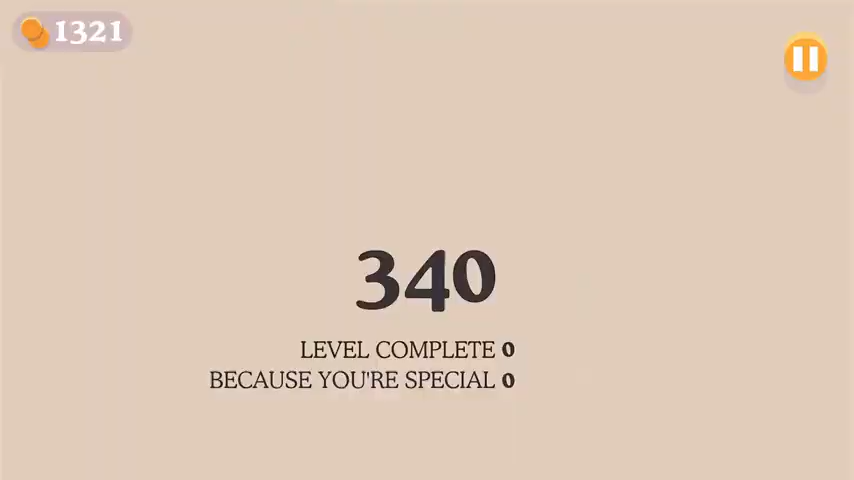 1321
340
LEVEL COMPLETE 0
BECAUSE YOU'RE SPECIAL 0